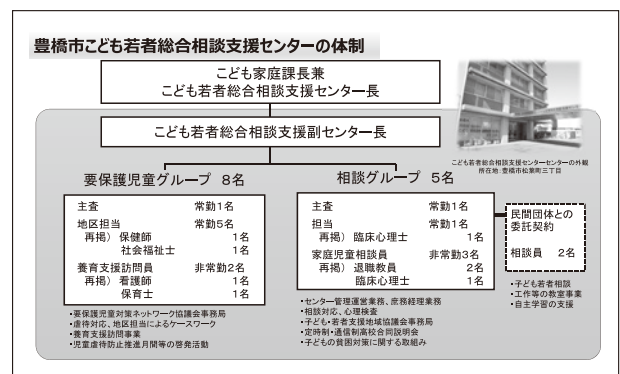 豊橋市こども若者総合相談支援センターの体制
こども家庭課長兼
こども若者総合相談支援センター長
こども若者総合相談支援副センター長
こども若者総合相談支援センターセンターの外観
所在地:豊橋市松葉町三丁目
要保護児童グループ 8名
主査 常勤1名
地区担当 常勤5名
再掲) 保健師 1名
社会福祉士 1名
養育支援訪問員 非常勤2名
再掲) 看護師 1名
保育士 1名
・要保護児童対策ネットワーク協議会事務局
・虐待対応、地区担当によるケースワーク
・養育支援訪問事業
・児童虐待防止推進月間等の啓発活動
相談グループ 5名
主査 常勤1名
担当 常勤1名
再掲) 臨床心理士 1名
家庭児童相談員 非常勤3名
再掲) 退職教員 2名
臨床心理士 1名
・センター管理運営業務、庶務経理業務
・相談対応、心理検査
・子ども・若者支援地域協議会事務局
・定時制・通信制高校合同説明会
・子どもの貧困対策に関する取組み
民間団体との
委託契約
相談員 2名
・子ども若者相談
・工作等の教室事業
・自主学習の支援